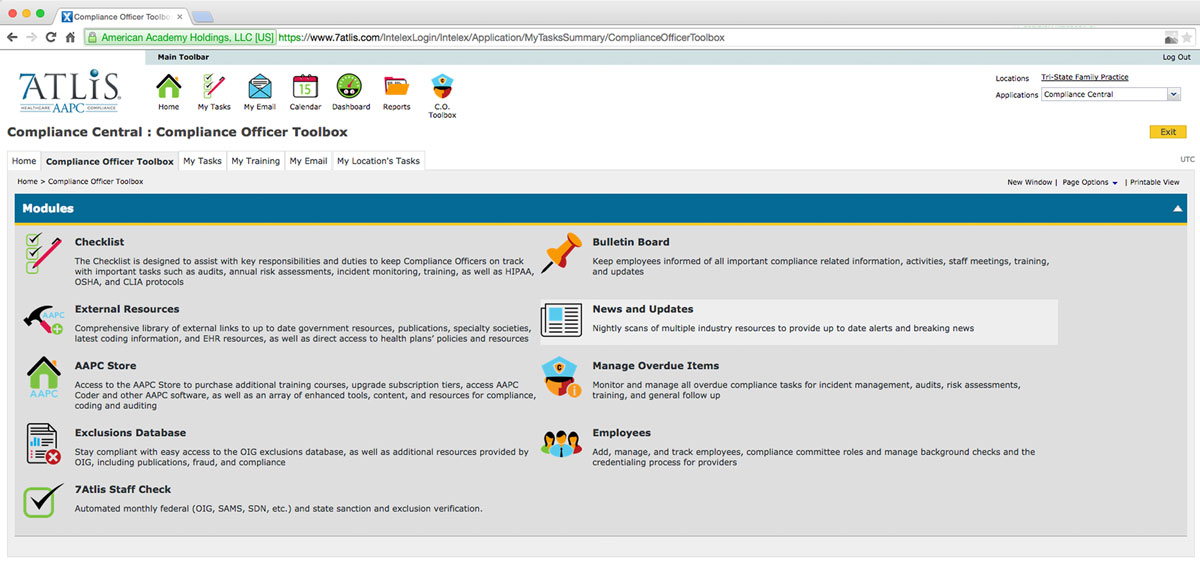 Compliance Officer Toolbo
American Academy Holdings, LLC [US] https://www.7atlis.com/IntelexLogin/Intelex/Application/MyTasksSummary/ComplianceOfficerToolbox
Main Toolbar
Log Out
7ATLIS
HEALTHCARE AAPC COMPLIANCE
Home
My Tasks
My Email
15
Calendar
Dashboard
Reports
C.O.
Toolbox
Locations Tri-State Family Practice
Applications Compliance Central
Compliance Central : Compliance Officer Toolbox
Exit
Home Compliance Officer Toolbox My Tasks My Training My Email My Location's Tasks
UTC
Home > Compliance Officer Toolbox
New Window | Page Options | Printable View
Modules
Checklist
The Checklist is designed to assist with key responsibilities and duties to keep Compliance Officers on track
with important tasks such as audits, annual risk assessments, incident monitoring, training, as well as HIPAA,
OSHA, and CLIA protocols
Bulletin Board
Keep employees informed of all important compliance related information, activities, staff meetings, training,
and updates
AAPC
External Resources
Comprehensive library of external links to up to date government resources, publications, specialty societies,
latest coding information, and EHR resources, as well as direct access to health plans' policies and resources
News and Updates
Nightly scans of multiple industry resources to provide up to date alerts and breaking news
AAPC
AAPC Store
Access to the AAPC Store to purchase additional training courses, upgrade subscription tiers, access AAPC
Coder and other AAPC software, as well as an array of enhanced tools, content, and resources for compliance,
coding and auditing
Manage Overdue Items
Monitor and manage all overdue compliance tasks for incident management, audits, risk assessments,
training, and general follow up
Exclusions Database
Stay compliant with easy access to the OIG exclusions database, as well as additional resources provided by
OIG, including publications, fraud, and compliance
Employees
Add, manage, and track employees, compliance committee roles and manage background checks and the
credentialing process for providers
7Atlis Staff Check
Automated monthly federal (OIG, SAMS, SDN, etc.) and state sanction and exclusion verification.